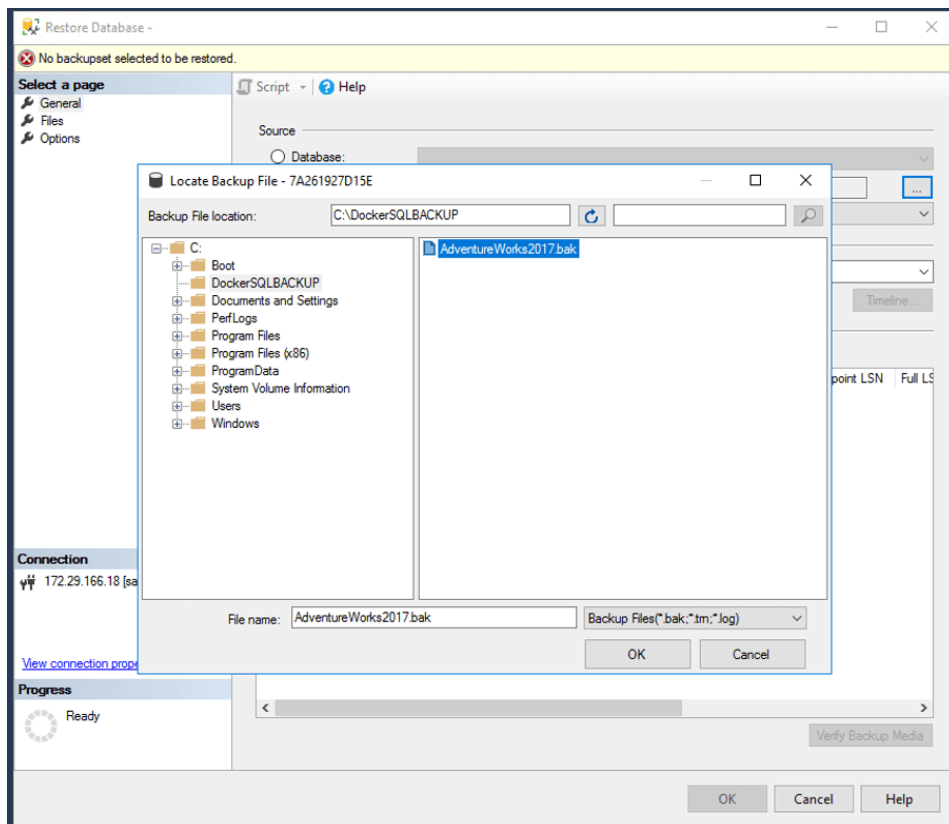 Restore Database -
No backupset selected to be restored.
Select a page
General
Files
Options
Script
Help
Source
Database:
...
Timeline...
point LSN Full LS
Locate Backup File - 7A261927D15E
Backup File location: C:\DockerSQLBACKUP
C:
Boot
DockerSQLBACKUP
Documents and Settings
PerfLogs
Program Files
Program Files (x86)
ProgramData
System Volume Information
Users
Windows
AdventureWorks2017.bak
File name: AdventureWorks2017.bak Backup Files(*.bak;*.trn;*.log)
OK Cancel
Connection
172.29.166.18 [sa
View connection prope
Progress
Ready
Verify Backup Media
OK Cancel Help